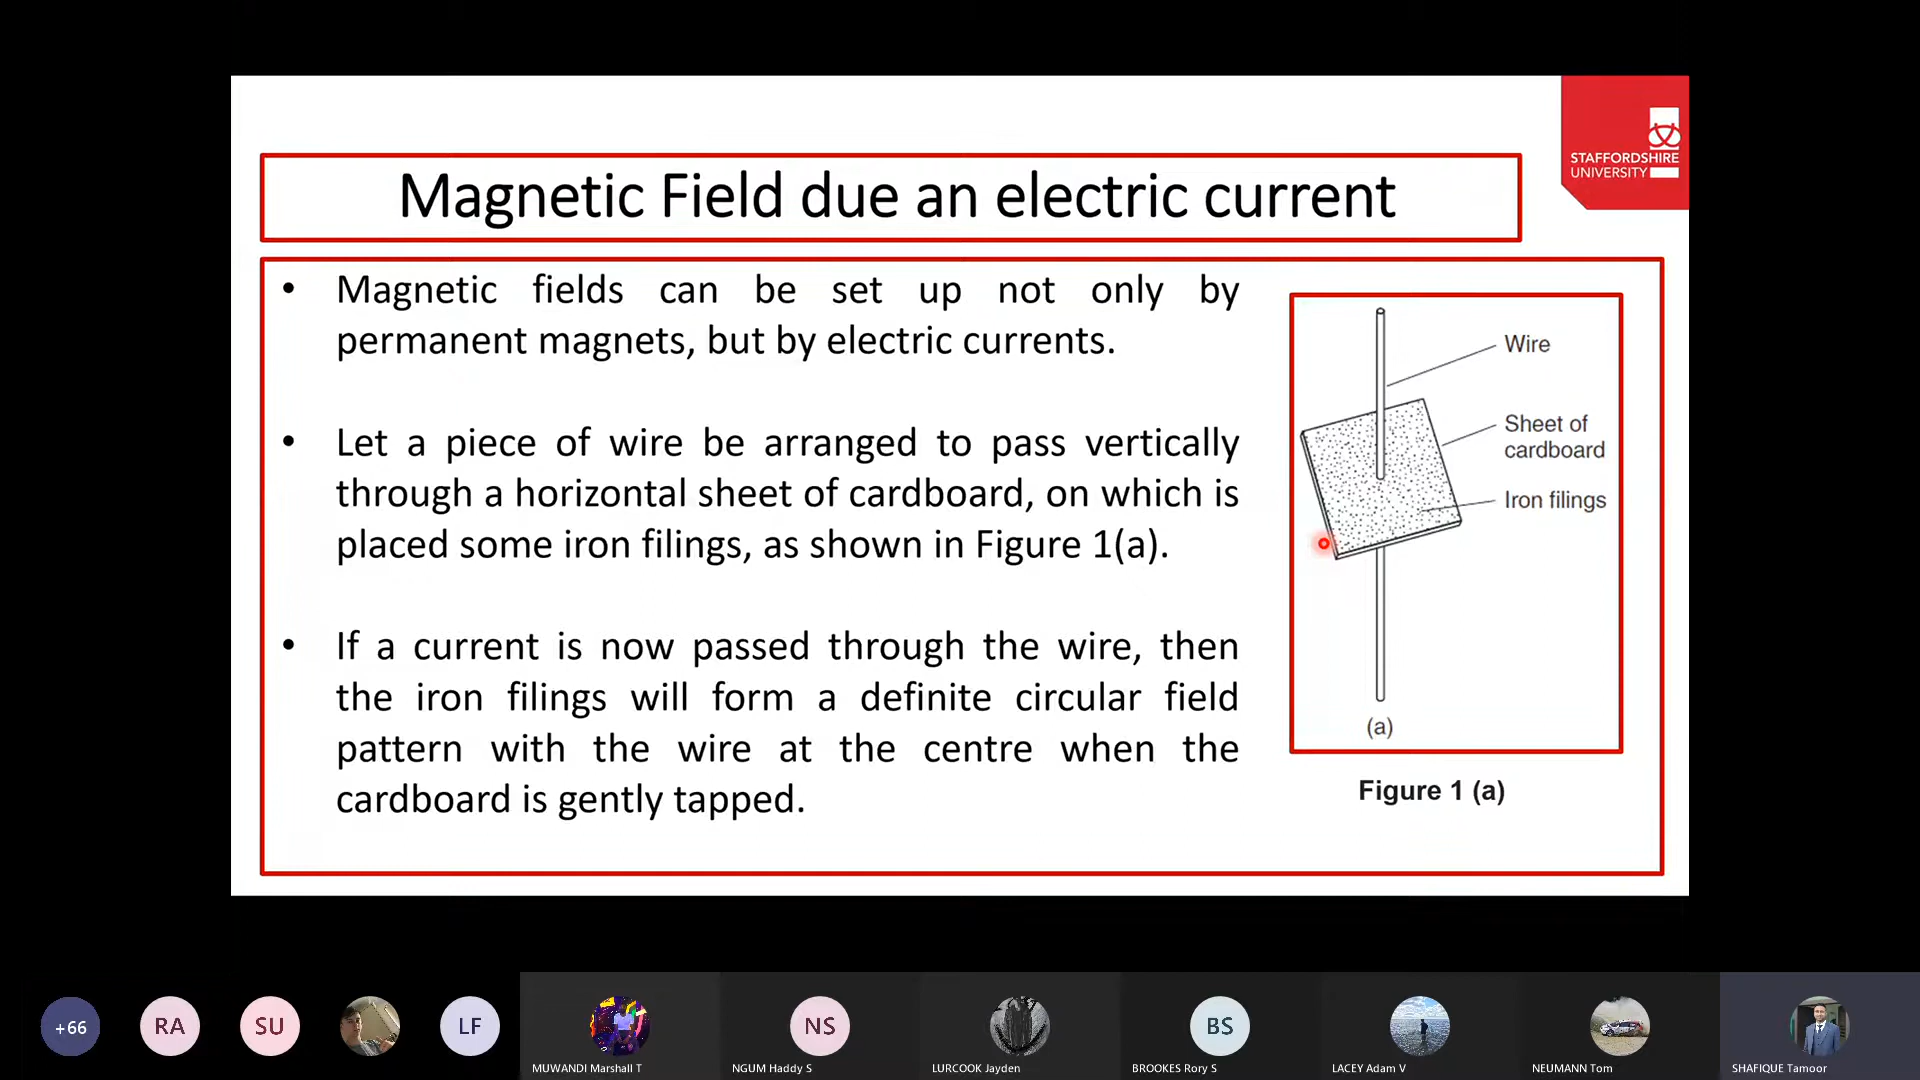 STAFFORDSHIRE
UNIVERSITY
Magnetic Field due an electric current
• Magnetic fields can be set up not only by
permanent magnets, but by electric currents.
• Let a piece of wire be arranged to pass vertically
through a horizontal sheet of cardboard, on which is
placed some iron filings, as shown in Figure 1(a).
• If a current is now passed through the wire, then
the iron filings will form a definite circular field
pattern with the wire at the centre when the
cardboard is gently tapped.
Wire
Sheet of
cardboard
Iron filings
(a)
Figure 1 (a)
+66
RA
SU
LF
NS
BS
MUWANDI Marshall T
NGUM Haddy S
LURCOOK Jayden
BROOKES Rory S
LACEY Adam V
NEUMANN Tom
SHAFIQUE Tamoor